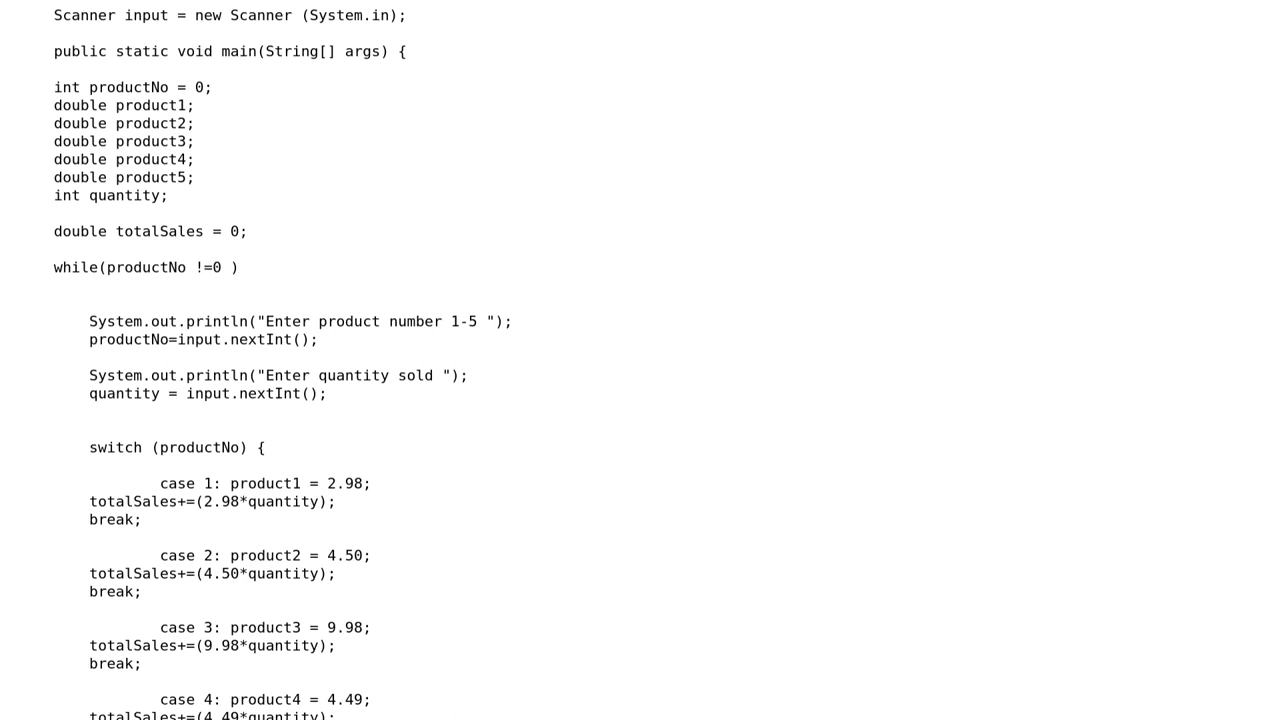 Scanner input = new Scanner (System.in);
public static void main(String[] args) {
int productNo = 0;
double product1;
double product2;
double product3;
double product4;
double product5;
int quantity;
double totalSales = 0;
while(productNo !=0 )
System.out.println("Enter product number 1-5 ");
productNo=input.nextInt();
System.out.println("Enter quantity sold ");
quantity = input.nextInt();
switch (productNo) {
case 1: product1 = 2.98;
totalSales+=(2.98*quantity);
break;
case 2: product2 = 4.50;
totalSales+=(4.50*quantity);
break;
case 3: product3 = 9.98;
totalSales+=(9.98*quantity);
break;
case 4: product4 = 4.49;
totalSales+=(4.49*quantity);